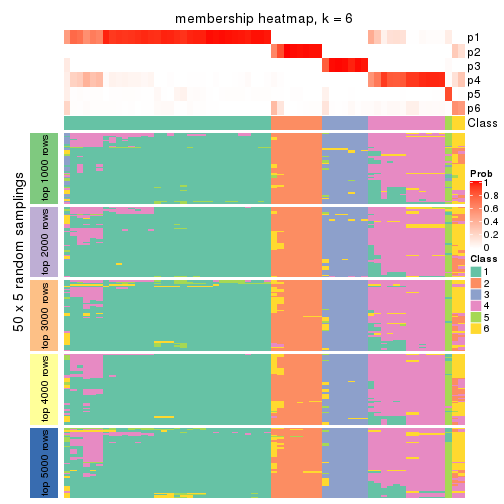 membership heatmap, k = 6
p1
p2
p3
p4
p5
p6
Class
50 x 5 random samplings
top 1000 rows
top 2000 rows
top 3000 rows
top 4000 rows
top 5000 rows
Prob
1
0.8
0.6
0.4
0.2
0
Class
1
2
3
4
5
6